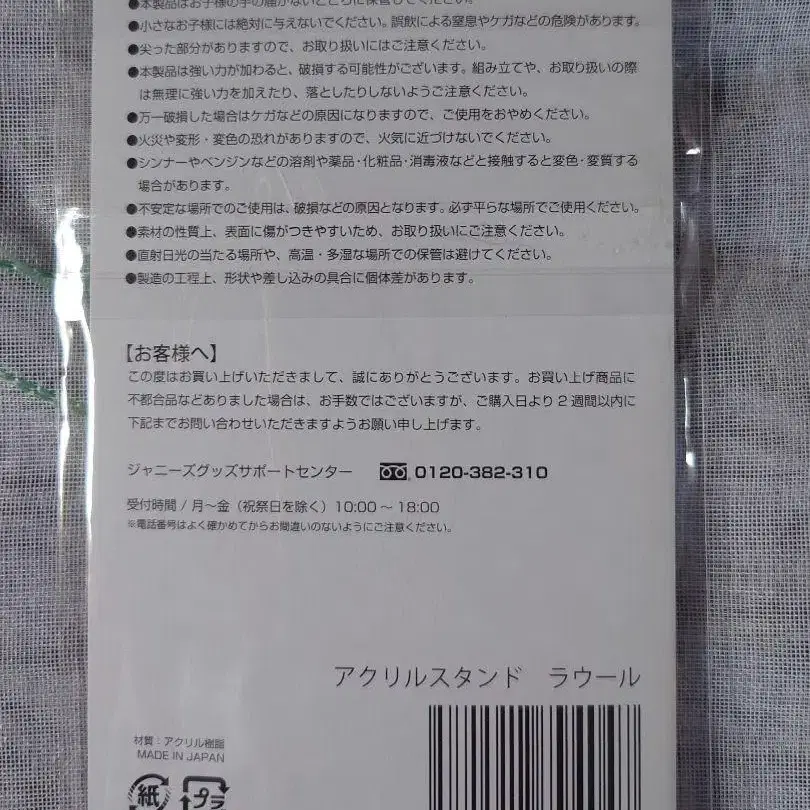 ●本製品はお子様の手の届かないところに保管してください。
●小さなお子様には絶対に与えないでください。誤飲による窒息やケガなどの危険があります。
●尖った部分がありますので、お取り扱いにはご注意ください。
●本製品は強い力が加わると、破損する可能性がございます。組み立てや、お取り扱いの際
は無理に強い力を加えたり、落としたりしないようご注意ください。
●万一破損した場合はケガなどの原因になりますので、ご使用をおやめください。
●火災や変形・変色の恐れがありますので、火気に近づけないでください。
●シンナーやベンジンなどの溶剤や薬品・化粧品・消毒液などと接触すると変色・変質する
場合があります。
●不安定な場所でのご使用は、破損などの原因となります。必ず平らな場所でご使用ください。
●素材の性質上、表面に傷がつきやすいため、お取り扱いにご注意ください。
●直射日光の当たる場所や、高温・多湿な場所での保管は避けてください。
●製造の工程上、形状や差し込みの具合に個体差があります。
【お客様へ】
この度はお買い上げいただきまして、誠にありがとうございます。お買い上げ商品に
不都合品などありました場合は、お手数ではございますが、ご購入日より2週間以内に
下記までお問い合わせいただきますようお願い申し上げます。
ジャニーズグッズサポートセンター 0120-382-310
受付時間 / 月～金（祝祭日を除く）10:00 ～ 18:00
※電話番号はよく確かめてからお間違いのないようにご注意ください。
アクリルスタンド ラウール
材質：アクリル樹脂
MADE IN JAPAN
紙 プラ